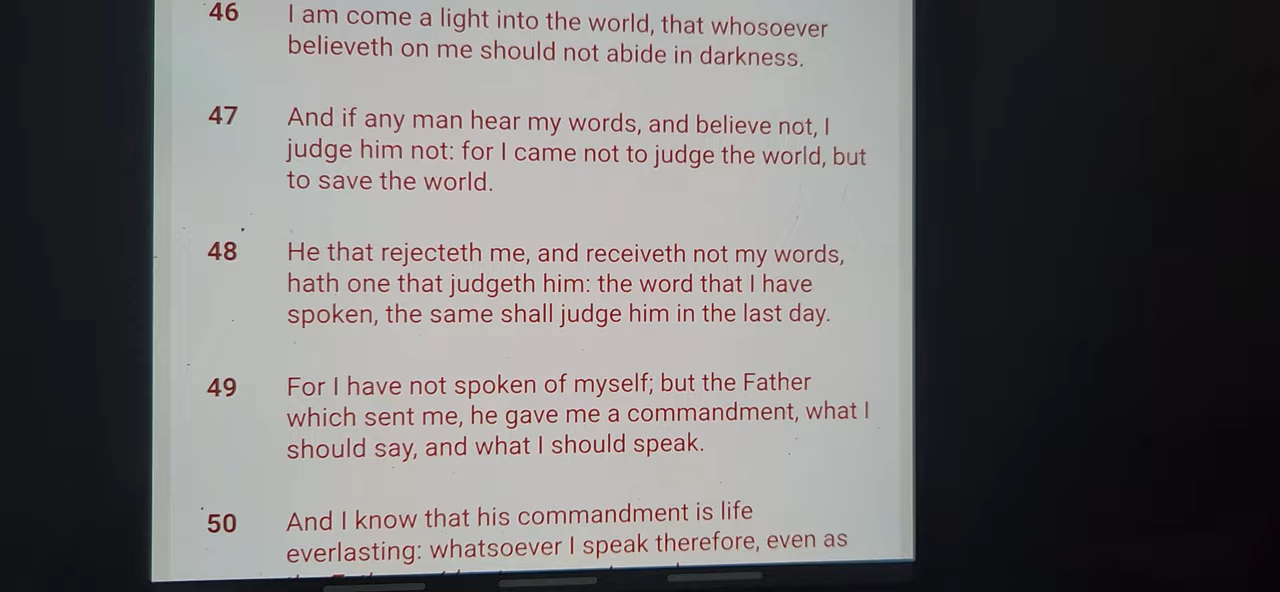 46 I am come a light into the world, that whosoever
believeth on me should not abide in darkness.
47 And if any man hear my words, and believe not, I
judge him not: for I came not to judge the world, but
to save the world.
48 He that rejecteth me, and receiveth not my words,
hath one that judgeth him: the word that I have
spoken, the same shall judge him in the last day.
49 For I have not spoken of myself; but the Father
which sent me, he gave me a commandment, what I
should say, and what I should speak.
50 And I know that his commandment is life
everlasting: whatsoever I speak therefore, even as